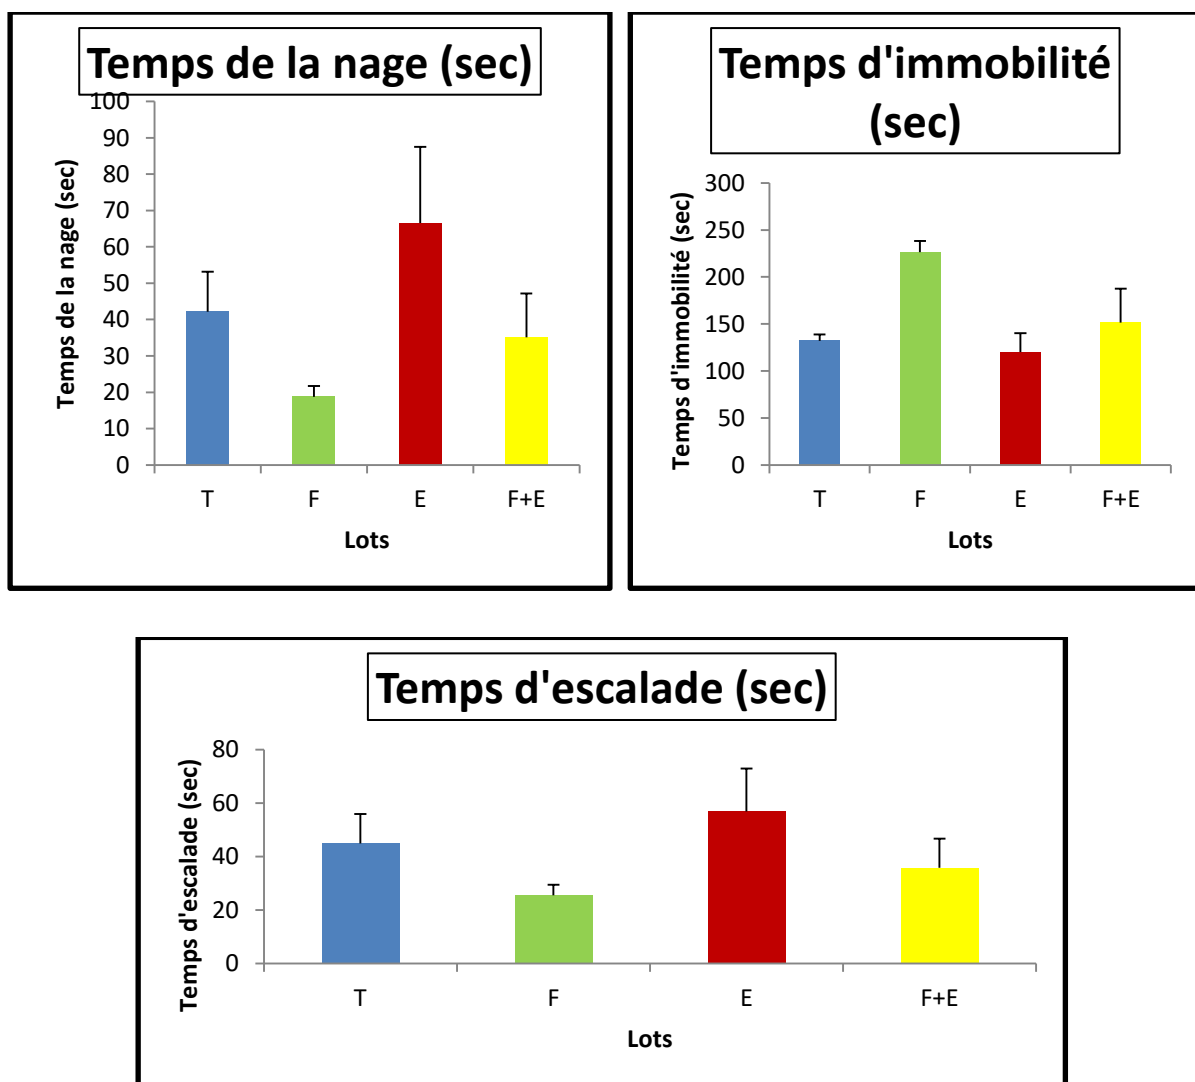 Temps de la nage (sec)
100
90
80
70
60
50
40
30
20
10
0
Temps de la nage (sec)
T F E F+E
Lots
Temps d'immobilité
(sec)
300
250
200
150
100
50
0
Temps d'immobilité (sec)
T F E F+E
Lots
Temps d'escalade (sec)
80
60
40
20
0
Temps d'escalade (sec)
T F E F+E
Lots